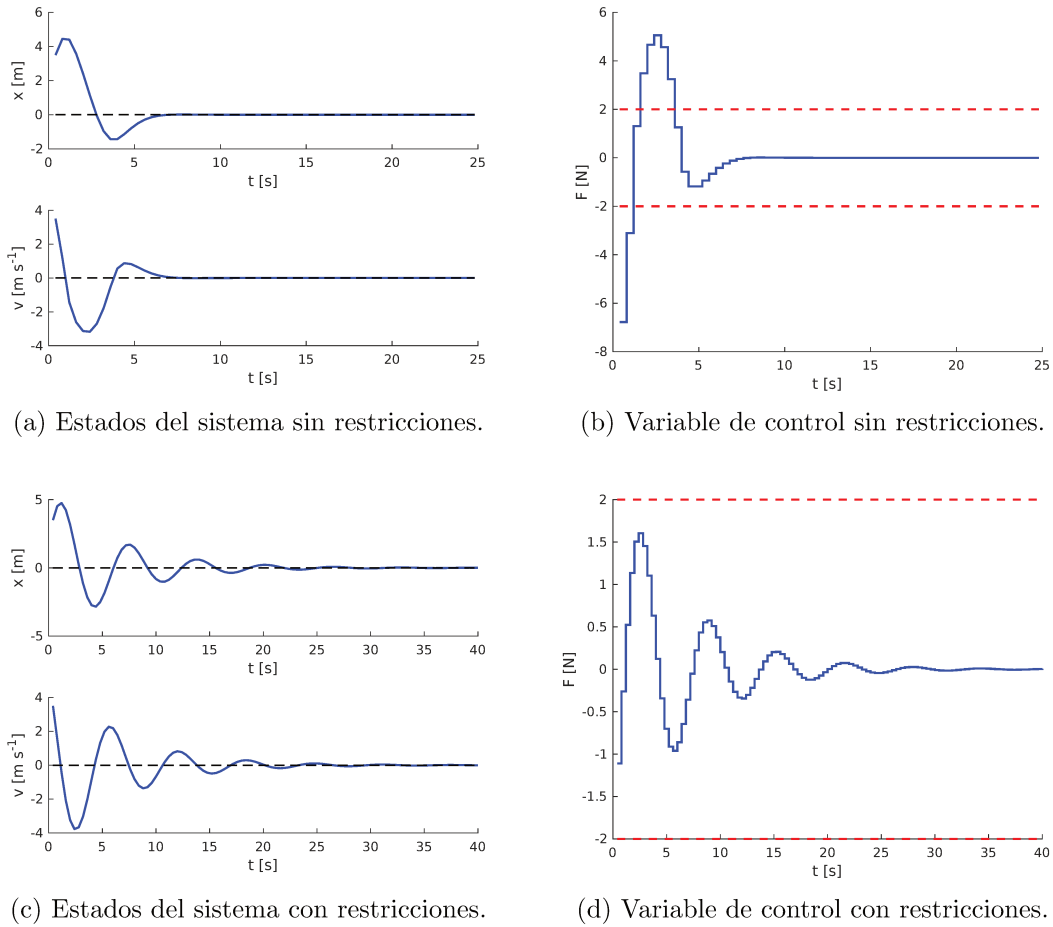 6
4
2
0
-2
x [m]
0 5 10 15 20 25
t [s]
4
2
0
-2
-4
v [m s-1]
0 5 10 15 20 25
t [s]
(a) Estados del sistema sin restricciones.
6
4
2
0
-2
-4
-6
-8
F [N]
0 5 10 15 20 25
t [s]
(b) Variable de control sin restricciones.
5
0
-5
x [m]
0 5 10 15 20 25 30 35 40
t [s]
4
2
0
-2
-4
v [m s-1]
0 5 10 15 20 25 30 35 40
t [s]
(c) Estados del sistema con restricciones.
2
1.5
1
0.5
0
-0.5
-1
-1.5
-2
F [N]
0 5 10 15 20 25 30 35 40
t [s]
(d) Variable de control con restricciones.